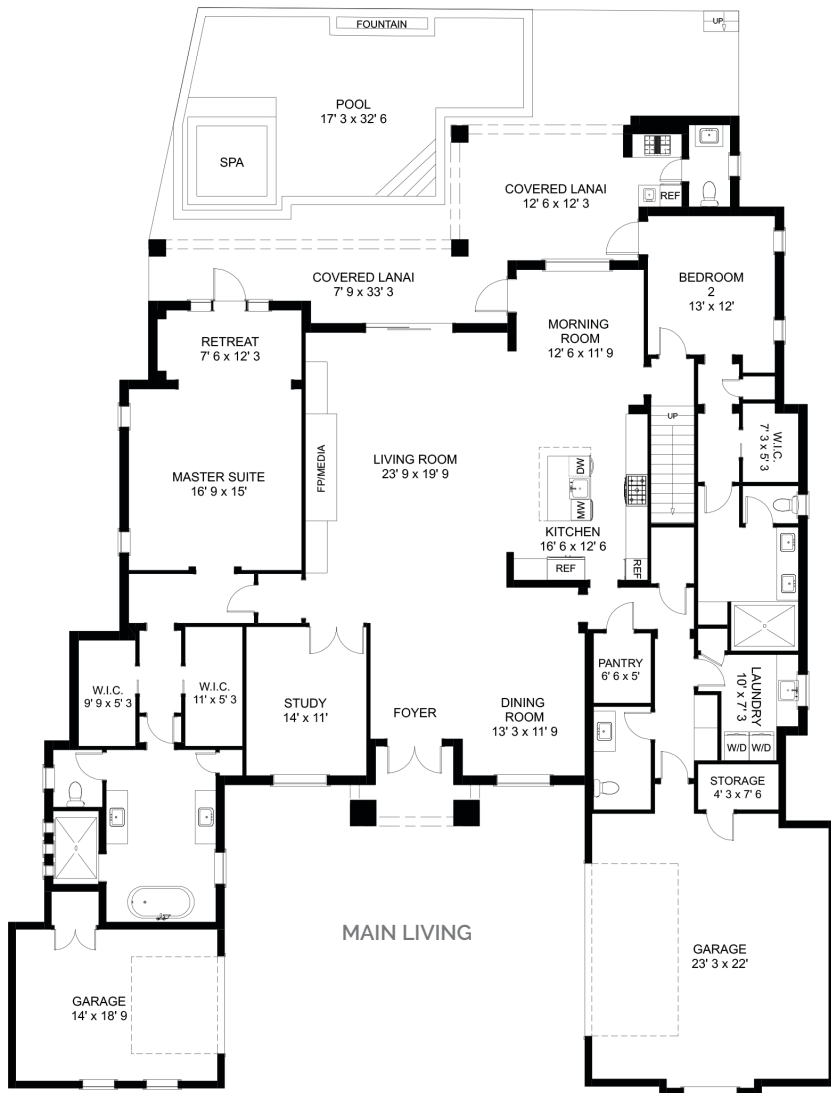 FOUNTAIN
UP
POOL
17' 3 x 32' 6
SPA
COVERED LANAI
12' 6 x 12' 3
REF
COVERED LANAI
7' 9 x 33' 3
BEDROOM
2
13' x 12'
RETREAT
7' 6 x 12' 3
MORNING
ROOM
12' 6 x 11' 9
UP
W.I.C.
7' 3 x 5' 3
FP/MEDIA
LIVING ROOM
23' 9 x 19' 9
MASTER SUITE
16' 9 x 15'
DW
MW
KITCHEN
16' 6 x 12' 6
REF
REF
PANTRY
6' 6 x 5'
LAUNDRY
10' x 7' 3
W/D
W/D
W.I.C.
9' 9 x 5' 3
W.I.C.
11' x 5' 3
STUDY
14' x 11'
FOYER
DINING
ROOM
13' 3 x 11' 9
STORAGE
4' 3 x 7' 6
MAIN LIVING
GARAGE
23' 3 x 22'
GARAGE
14' x 18' 9